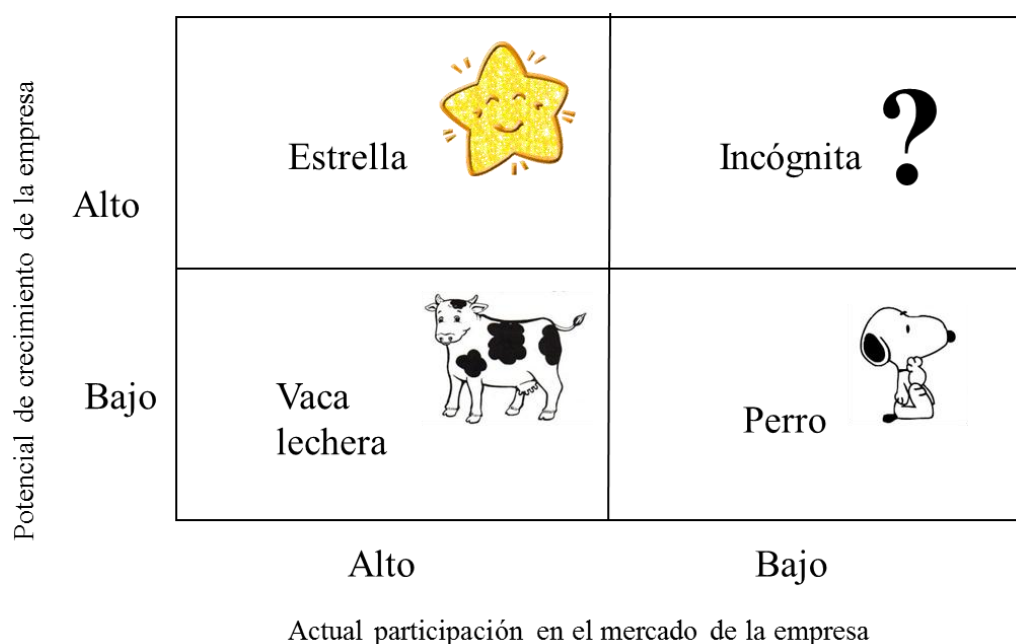 Potencial de crecimiento de la empresa
Alto
Estrella
Incógnita ?
Bajo
Vaca
lechera
Perro
Alto
Bajo
Actual participación en el mercado de la empresa